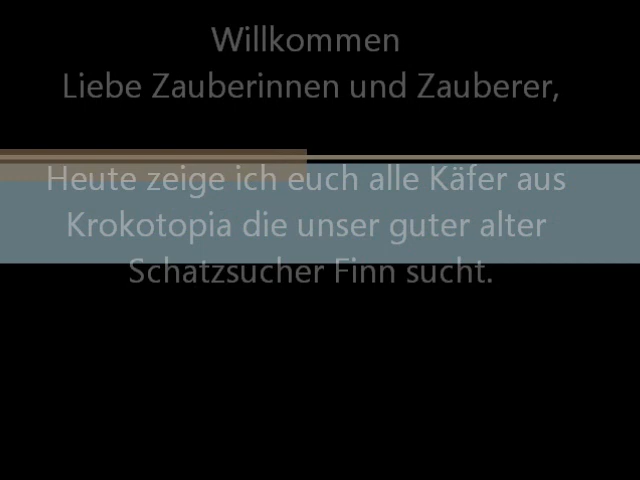 Willkommen
Liebe Zauberinnen und Zauberer,
Heute zeige ich euch alle Käfer aus
Krokotopia die unser guter alter
Schatzsucher Finn sucht.